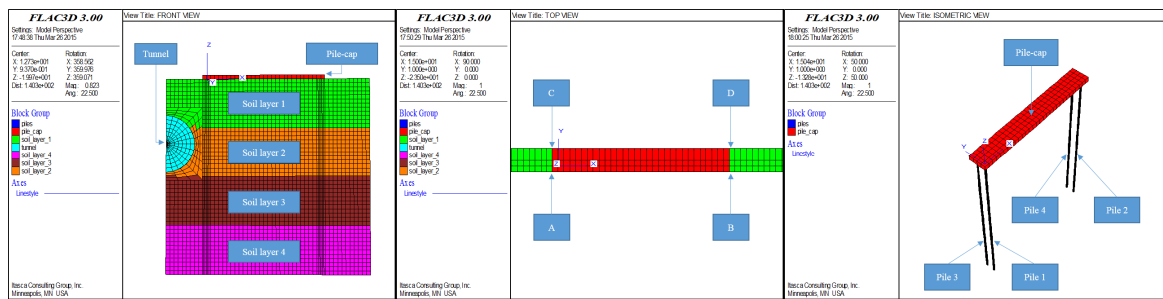 FLAC3D 3.00
Settings: Model Perspective
17:48:38 Thu Mar 26 2015
Center: Rotation:
X: 1.273e+001 X: 358.562
Y: 9.370e-001 Y: 359.976
Z: -1.997e+001 Z: 359.071
Dist: 1.403e+002 Mag.: 0.823
Ang.: 22.500
Block Group
piles
pile_cap
soil_layer_1
tunnel
soil_layer_4
soil_layer_3
soil_layer_2
Axes
Linestyle
Itasca Consulting Group, Inc.
Minneapolis, MN USA
View Title: FRONT VIEW
Tunnel
Pile-cap
Z
Y
X
Soil layer 1
Soil layer 2
Soil layer 3
Soil layer 4
FLAC3D 3.00
Settings: Model Perspective
17:50:29 Thu Mar 26 2015
Center: Rotation:
X: 1.500e+001 X: 90.000
Y: 1.000e+000 Y: 0.000
Z: -2.350e+001 Z: 0.000
Dist: 1.403e+002 Mag.: 1
Ang.: 22.500
Block Group
piles
pile_cap
soil_layer_1
tunnel
soil_layer_4
soil_layer_3
soil_layer_2
Axes
Linestyle
Itasca Consulting Group, Inc.
Minneapolis, MN USA
View Title: TOP VIEW
C
D
Y
Z
X
A
B
FLAC3D 3.00
Settings: Model Perspective
18:00:25 Thu Mar 26 2015
Center: Rotation:
X: 1.504e+001 X: 50.000
Y: 1.000e+000 Y: 0.000
Z: -1.328e+001 Z: 50.000
Dist: 1.403e+002 Mag.: 1
Ang.: 22.500
Block Group
piles
pile_cap
Axes
Linestyle
Itasca Consulting Group, Inc.
Minneapolis, MN USA
View Title: ISOMETRIC VIEW
Pile-cap
Z
X
Y
Pile 4
Pile 2
Pile 3
Pile 1